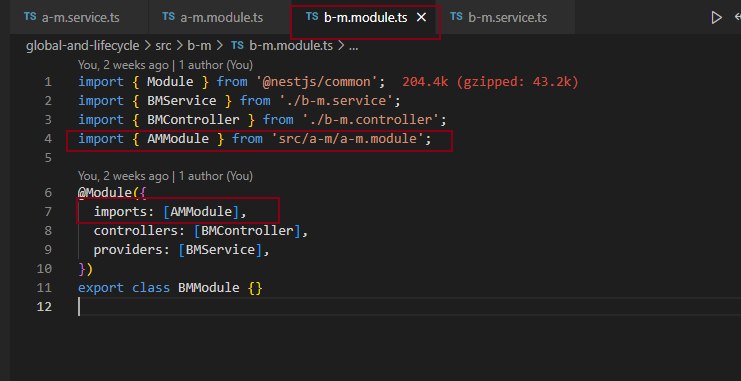 TS a-m.service.ts TS a-m.module.ts TS b-m.module.ts × TS b-m.service.ts
global-and-lifecycle > src > b-m > TS b-m.module.ts > ...
You, 2 weeks ago | 1 author (You)
1 import { Module } from '@nestjs/common'; 204.4k (gzipped: 43.2k)
2 import { BMService } from './b-m.service';
3 import { BMController } from './b-m.controller';
4 import { AMModule } from 'src/a-m/a-m.module';
5
You, 2 weeks ago | 1 author (You)
6 @Module({
7 imports: [AMModule],
8 controllers: [BMController],
9 providers: [BMService],
10 })
11 export class BMModule {}
12